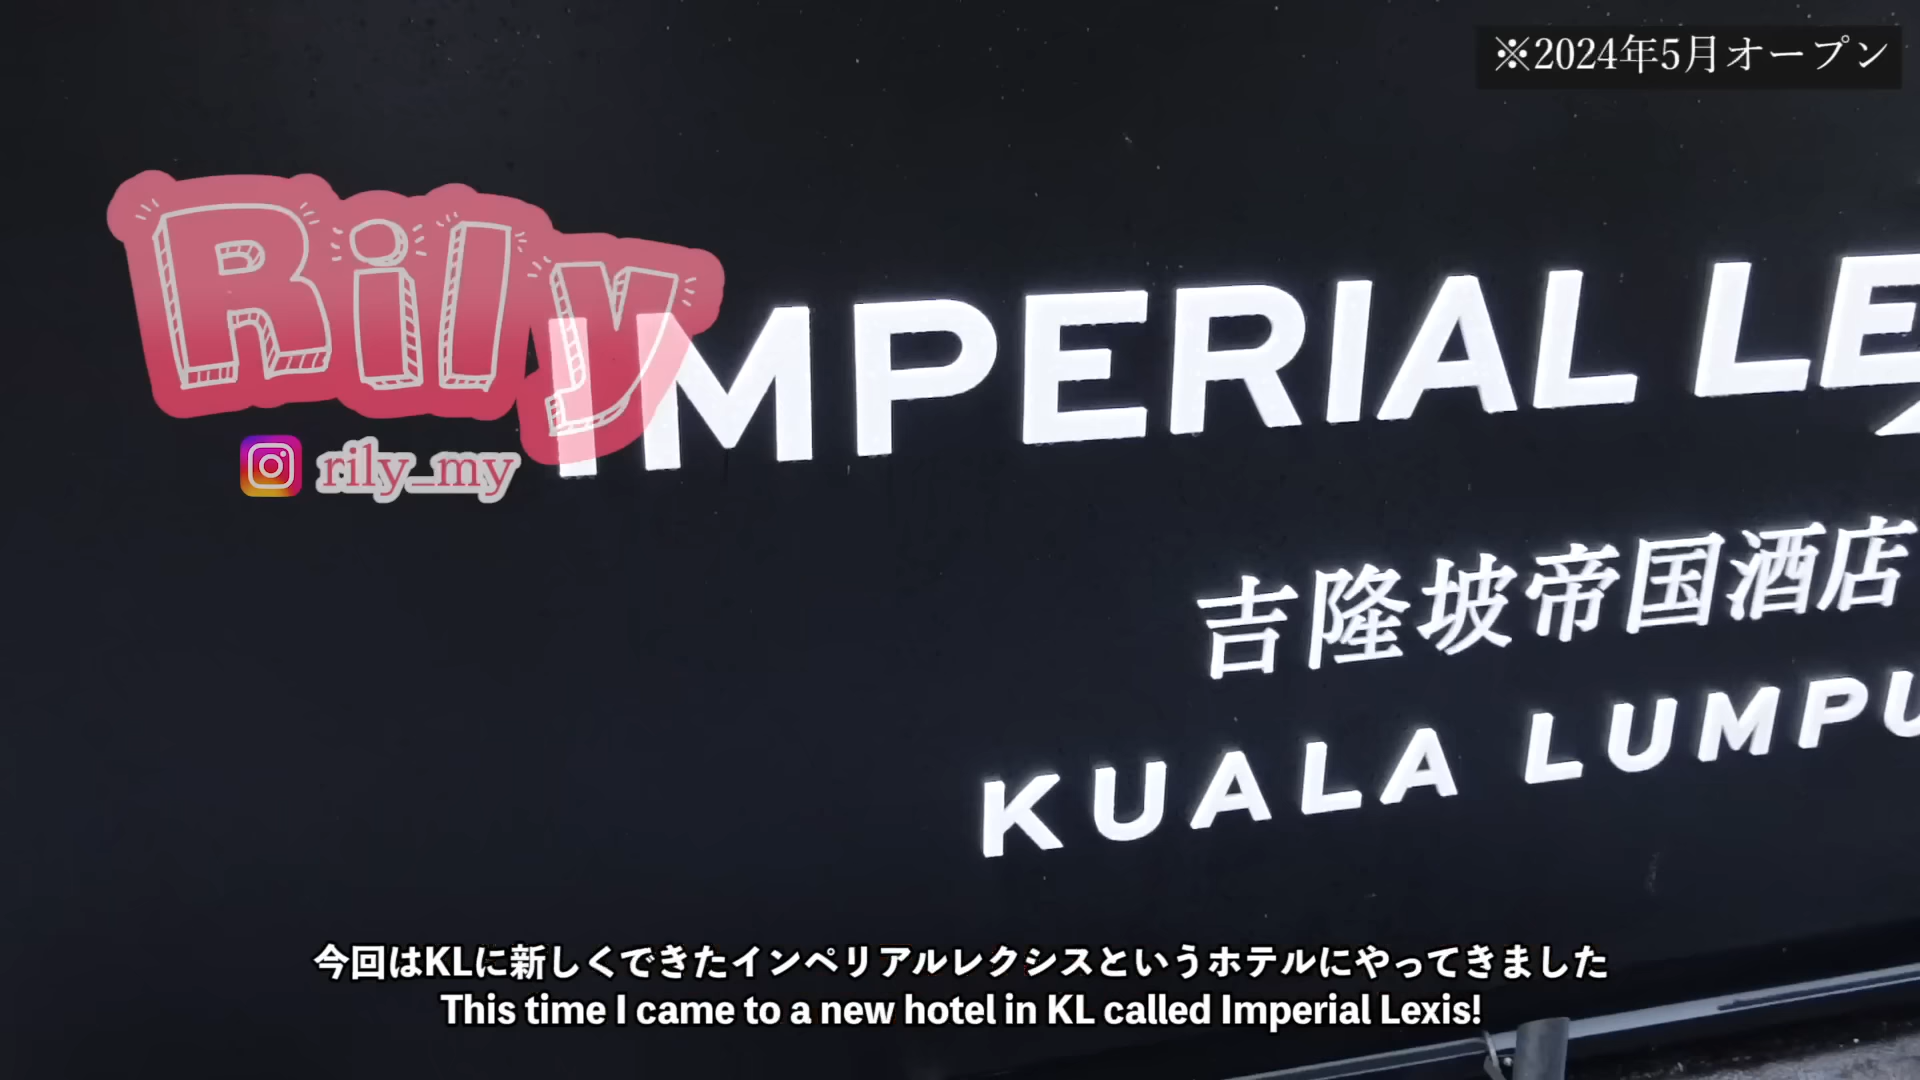 ※2024年5月オープン
Rily
rily_my
IMPERIAL LE
吉隆坡帝国酒店
KUALA LUMPU
今回はKLに新しくできたインペリアルレクシスというホテルにやってきました
This time I came to a new hotel in KL called Imperial Lexis!